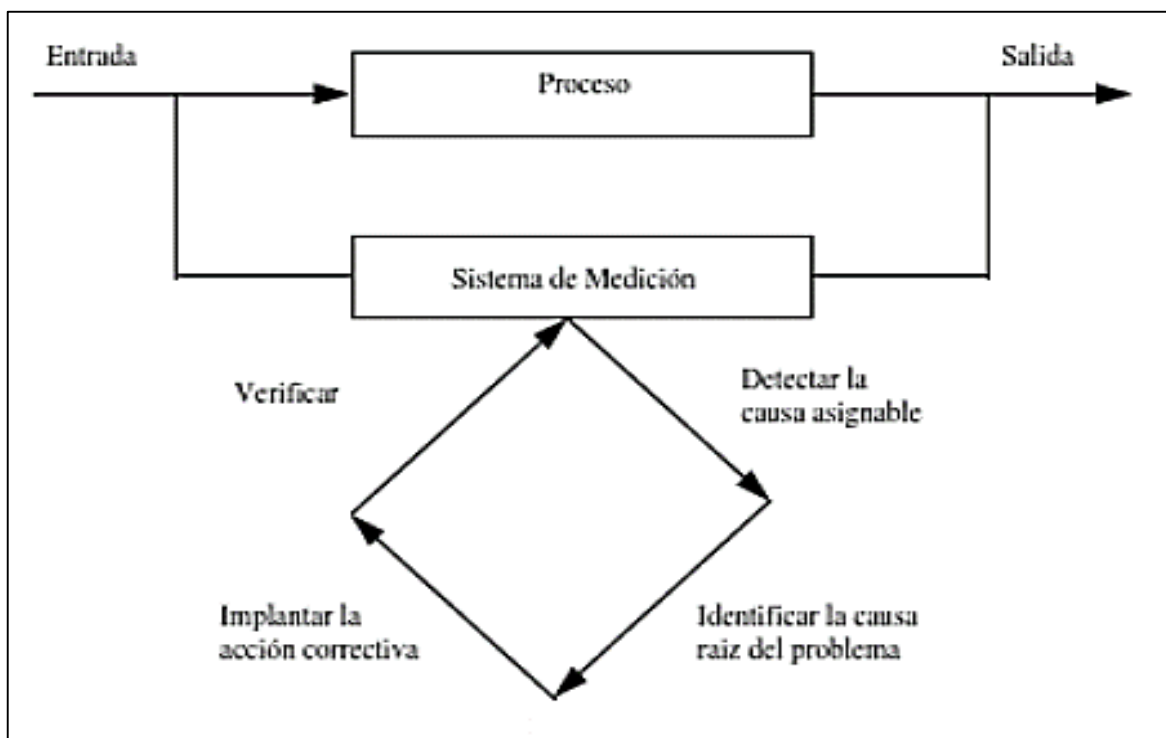 Entrada
Proceso
Salida
Sistema de Medición
Verificar
Detectar la
causa asignable
Implantar la
acción correctiva
Identificar la causa
raiz del problema